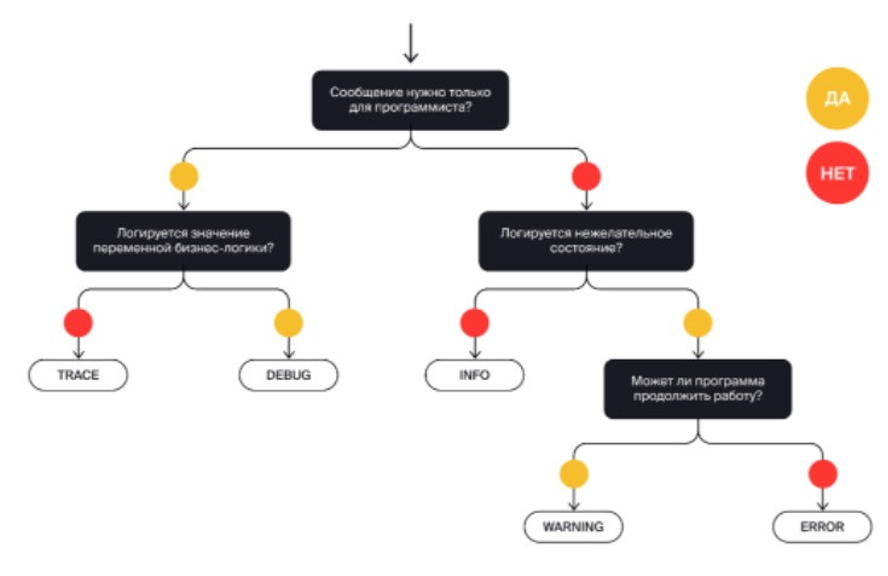 Сообщение нужно только
для программиста?
ДА
НЕТ
Логируется значение
переменной бизнес-логики?
Логируется нежелательное
состояние?
TRACE
DEBUG
INFO
Может ли программа
продолжить работу?
WARNING
ERROR